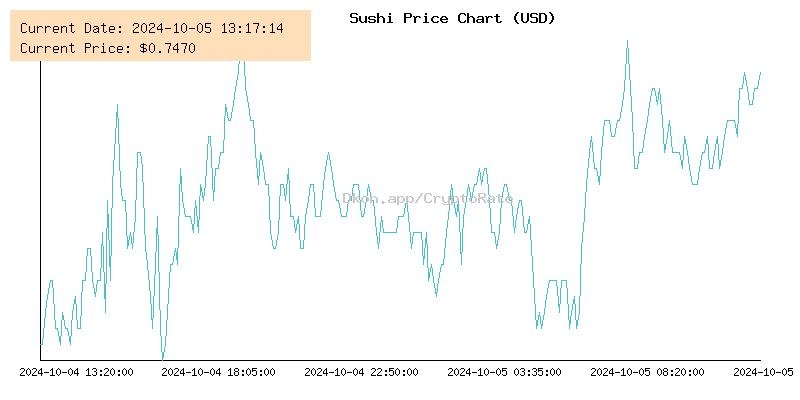 Sushi Price Chart (USD)
Current Date: 2024-10-05 13:17:14
Current Price: $0.7470
Dkon.app/CryptoRate
2024-10-04 13:20:00 2024-10-04 18:05:00 2024-10-04 22:50:00 2024-10-05 03:35:00 2024-10-05 08:20:00 2024-10-05